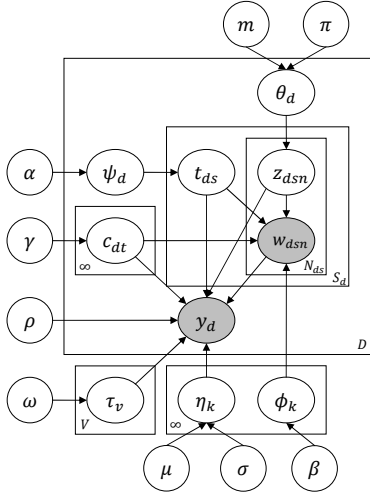 m π
θ_d
α ψ_d t_ds z_dsn
γ c_dt w_dsn
∞ N_ds
S_d
ρ y_d
D
ω τ_v η_k ϕ_k
V ∞
μ σ β